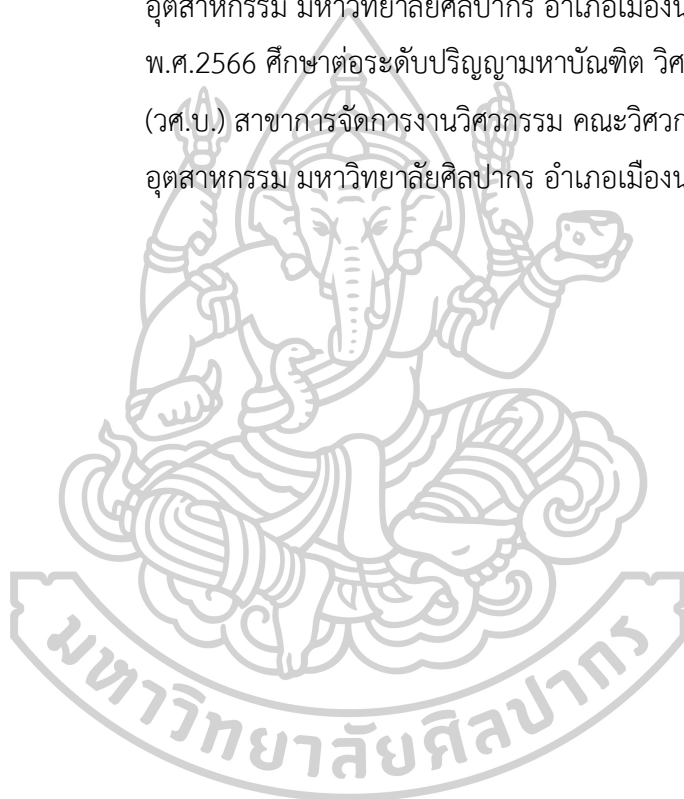 อุตสาหกรรม มหาวิทยาลัยศิลปากร อำเภอเมืองน
พ.ศ.2566 ศึกษาต่อระดับปริญญามหาบัณฑิต วิศ
(วศ.บ.) สาขาการจัดการงานวิศวกรรม คณะวิศวก
อุตสาหกรรม มหาวิทยาลัยศิลปากร อำเภอเมืองน
มหาวิทยาลัยศิลปากร